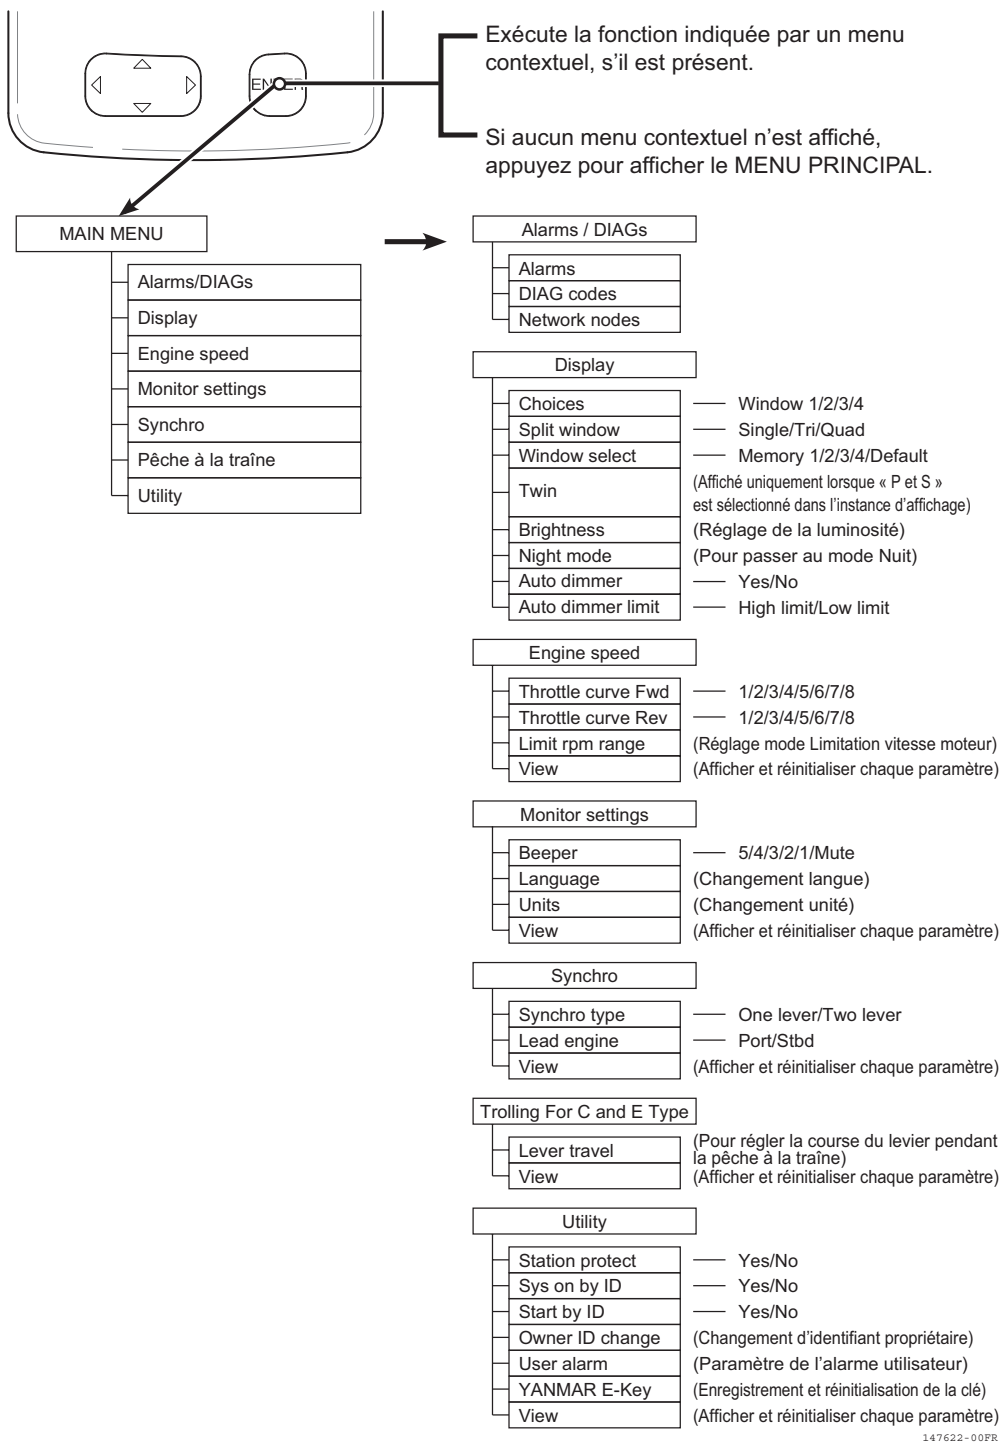 Exécute la fonction indiquée par un menu
contextuel, s'il est présent.
ENTER
Si aucun menu contextuel n'est affiché,
appuyez pour afficher le MENU PRINCIPAL.
MAIN MENU
Alarms/DIAGs
Display
Engine speed
Monitor settings
Synchro
Pêche à la traîne
Utility
Alarms / DIAGs
Alarms
DIAG codes
Network nodes
Display
Choices Window 1/2/3/4
Split window Single/Tri/Quad
Window select Memory 1/2/3/4/Default
Twin (Affiché uniquement lorsque « P et S »
est sélectionné dans l'instance d'affichage)
Brightness (Réglage de la luminosité)
Night mode (Pour passer au mode Nuit)
Auto dimmer Yes/No
Auto dimmer limit High limit/Low limit
Engine speed
Throttle curve Fwd 1/2/3/4/5/6/7/8
Throttle curve Rev 1/2/3/4/5/6/7/8
Limit rpm range (Réglage mode Limitation vitesse moteur)
View (Afficher et réinitialiser chaque paramètre)
Monitor settings
Beeper 5/4/3/2/1/Mute
Language (Changement langue)
Units (Changement unité)
View (Afficher et réinitialiser chaque paramètre)
Synchro
Synchro type One lever/Two lever
Lead engine Port/Stbd
View (Afficher et réinitialiser chaque paramètre)
Trolling For C and E Type
Lever travel (Pour régler la course du levier pendant
la pêche à la traîne)
View (Afficher et réinitialiser chaque paramètre)
Utility
Station protect Yes/No
Sys on by ID Yes/No
Start by ID Yes/No
Owner ID change (Changement d'identifiant propriétaire)
User alarm (Paramètre de l'alarme utilisateur)
YANMAR E-Key (Enregistrement et réinitialisation de la clé)
View (Afficher et réinitialiser chaque paramètre)
147622-00FR